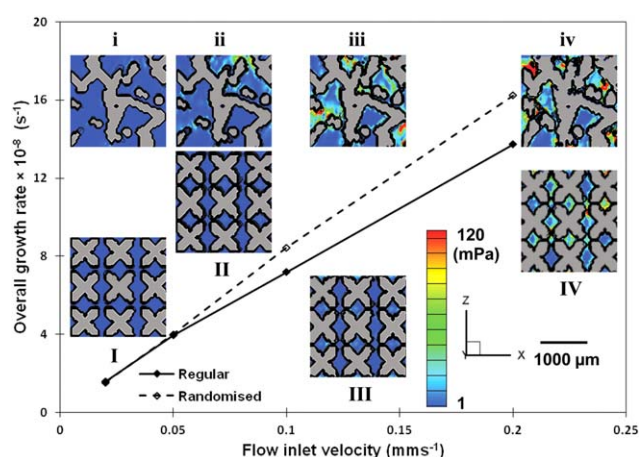 20
i
ii
iii
iv
16
12
8
4
0
Overall growth rate × 10⁻⁸ (s⁻¹)
II
I
III
IV
120
(mPa)
1
Z
Y
X
1000 µm
Regular
Randomised
0 0.05 0.1 0.15 0.2 0.25
Flow inlet velocity (mms⁻¹)